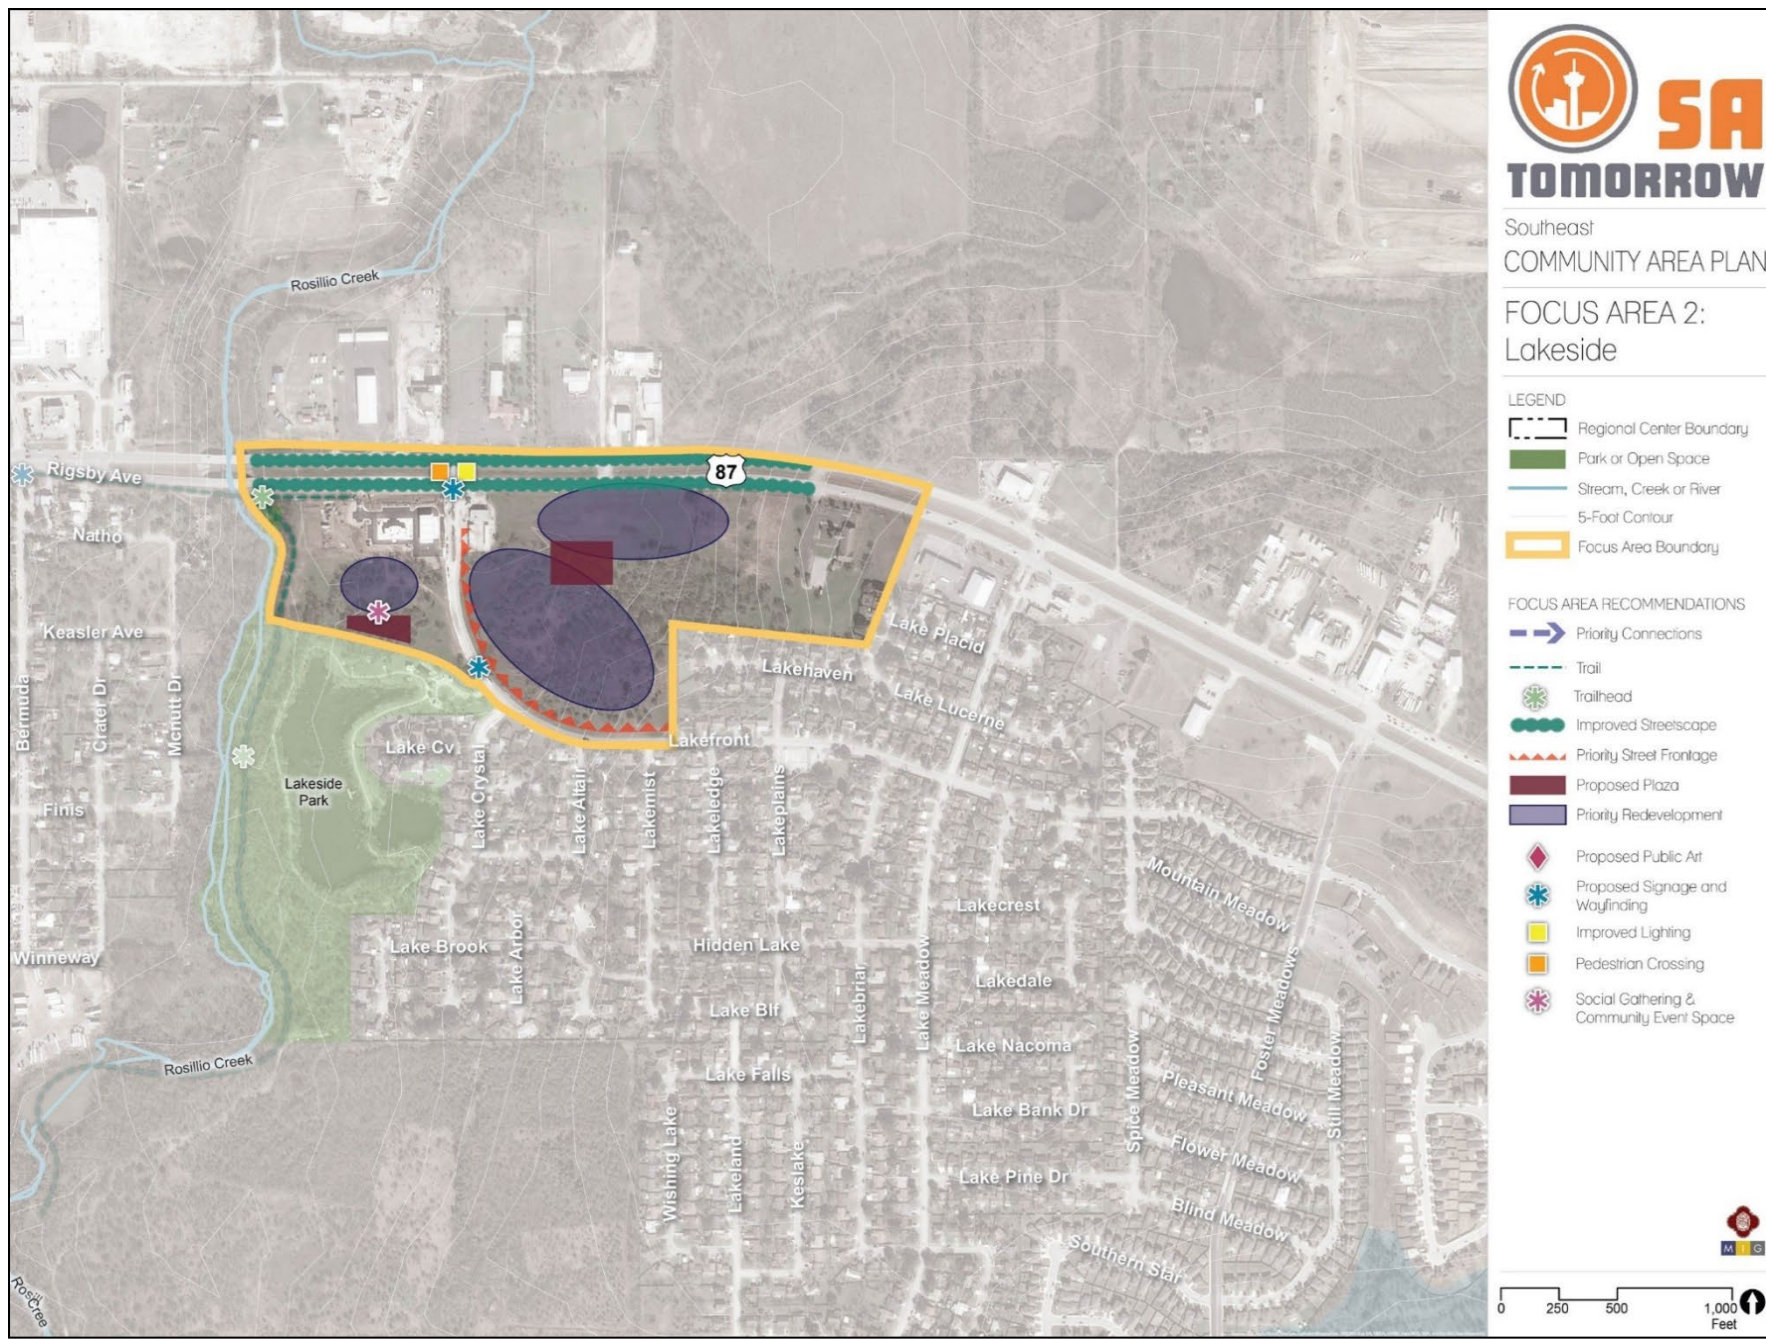 SA
TOMORROW
Southeast
COMMUNITY AREA PLAN
FOCUS AREA 2:
Lakeside
LEGEND
Regional Center Boundary
Park or Open Space
Stream, Creek or River
5-Foot Contour
Focus Area Boundary
FOCUS AREA RECOMMENDATIONS
Priority Connections
Trail
Trailhead
Improved Streetscape
Priority Street Frontage
Proposed Plaza
Priority Redevelopment
Proposed Public Art
Proposed Signage and
Wayfinding
Improved Lighting
Pedestrian Crossing
Social Gathering &
Community Event Space
M I G
0 250 500 1,000
Feet
Rosillio Creek
Rigsby Ave
87
Natho
Keasler Ave
Bermuda
Crater Dr
Mcnutt Dr
Finis
Winneway
Lakeside
Park
Lake Cv
Lake Crystal
Lake Altair
Lakemist
Lakeledge
Lakeplains
Lakefront
Lakehaven
Lake Placid
Lake Lucerne
Lake Brook
Lake Arbor
Hidden Lake
Lakebriar
Lake Meadow
Lakecrest
Lakedale
Mountain Meadow
Foster Meadows
Still Meadow
Spice Meadow
Lake Blf
Lake Nacoma
Lake Falls
Pleasant Meadow
Lake Bank Dr
Wishing Lake
Lakeland
Keslake
Flower Meadow
Lake Pine Dr
Blind Meadow
Southern Star
Rosillio Creek